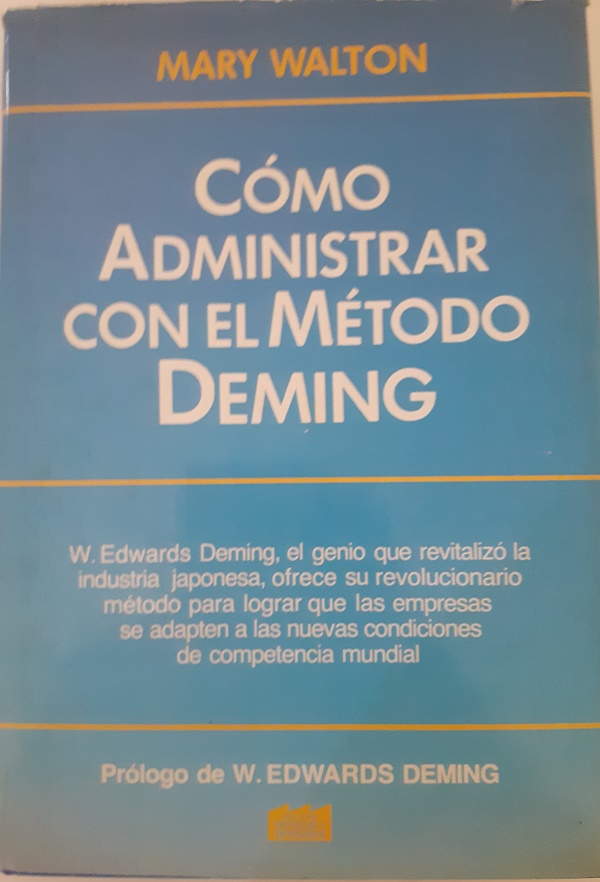 MARY WALTON
CÓMO
ADMINISTRAR
CON EL MÉTODO
DEMING
W. Edwards Deming, el genio que revitalizó la
industria japonesa, ofrece su revolucionario
método para lograr que las empresas
se adapten a las nuevas condiciones
de competencia mundial
Prólogo de W. EDWARDS DEMING